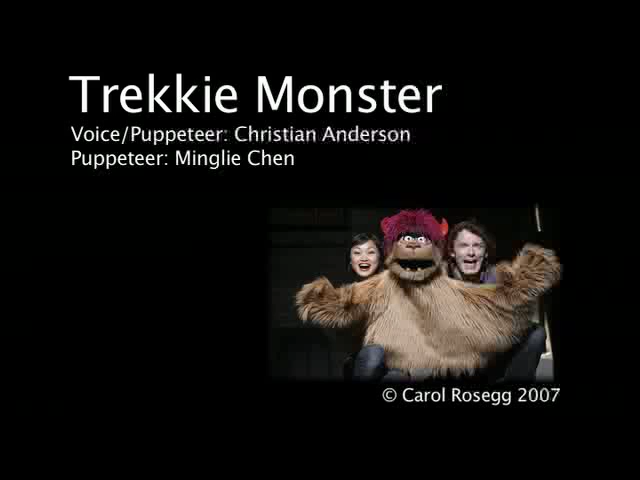 Trekkie Monster
Voice/Puppeteer: Christian Anderson
Puppeteer: Minglie Chen
© Carol Rosegg 2007